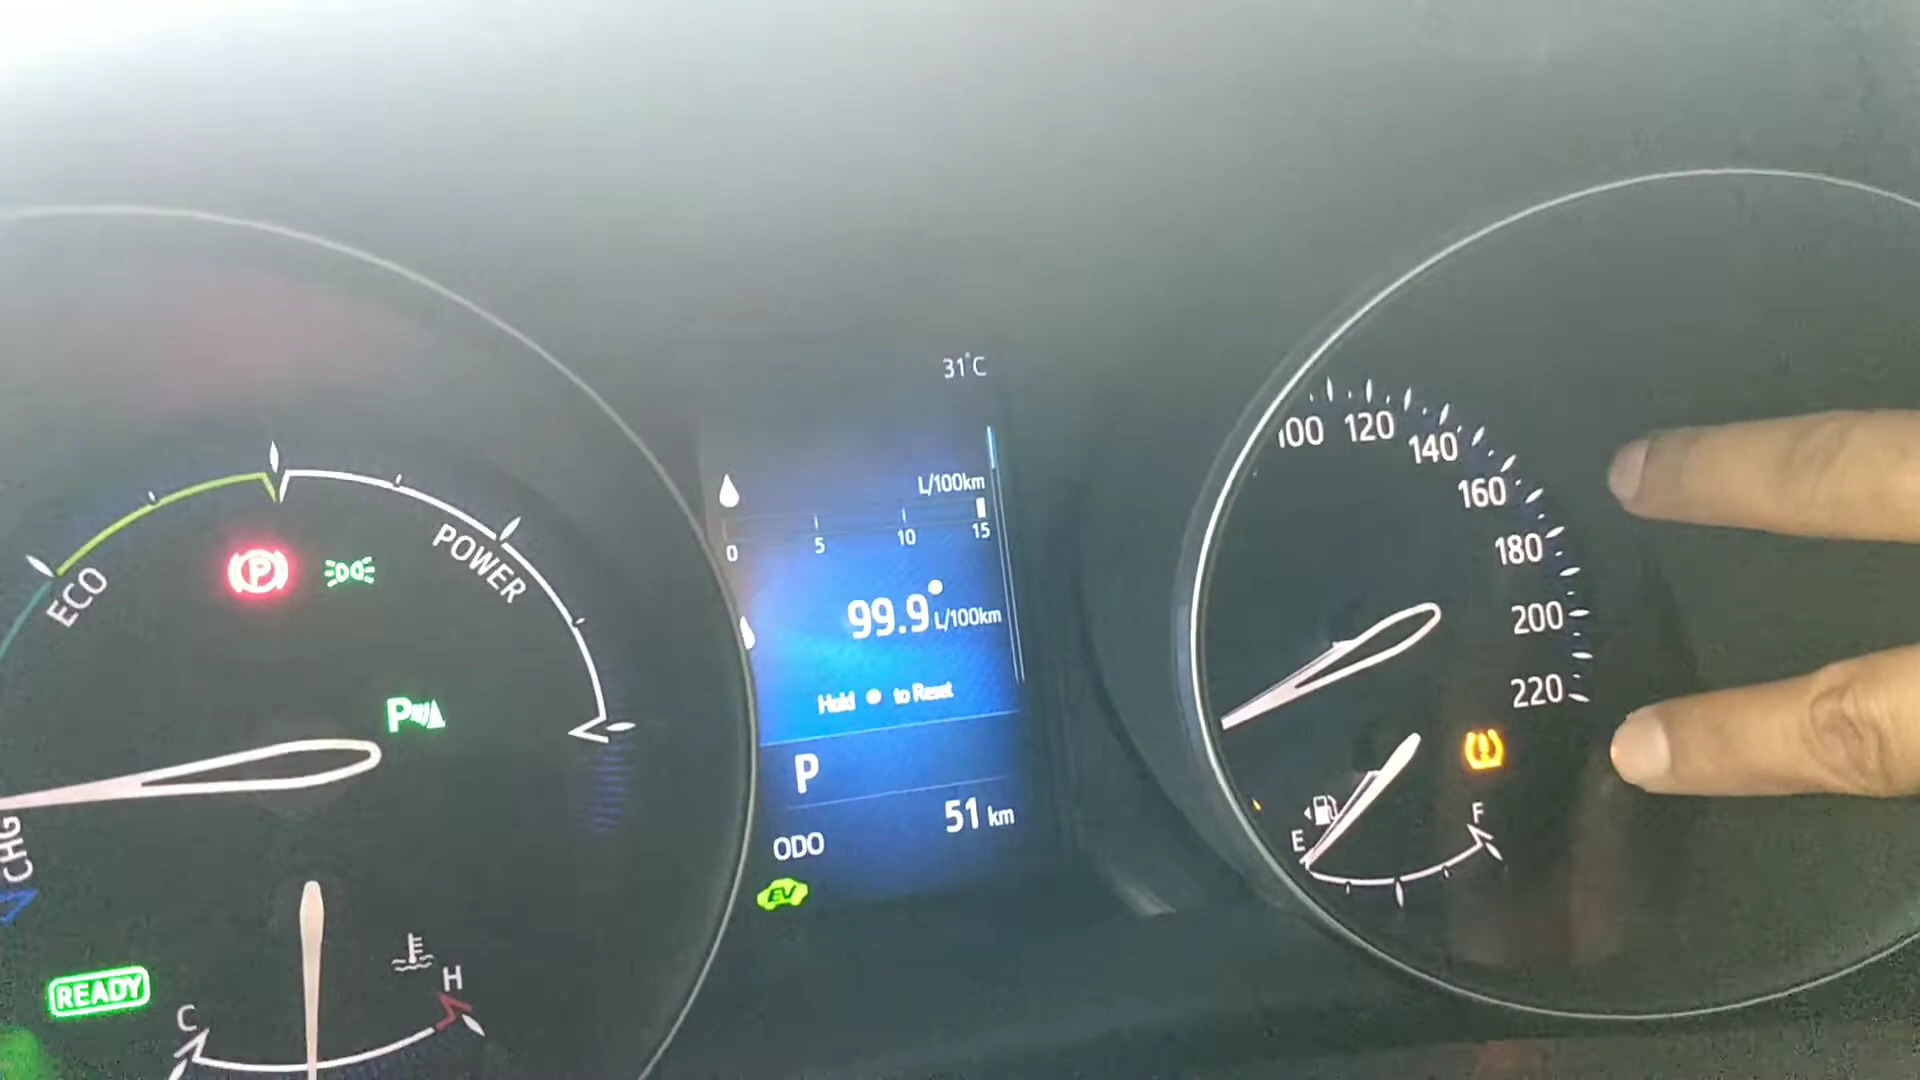 31°C
L/100km
0 5 10 15
99.9 L/100km
Hold to Reset
P
ODO 51 km
EV
ECO
POWER
P
P
CHG
READY
C
H
100
120
140
160
180
200
220
E
F